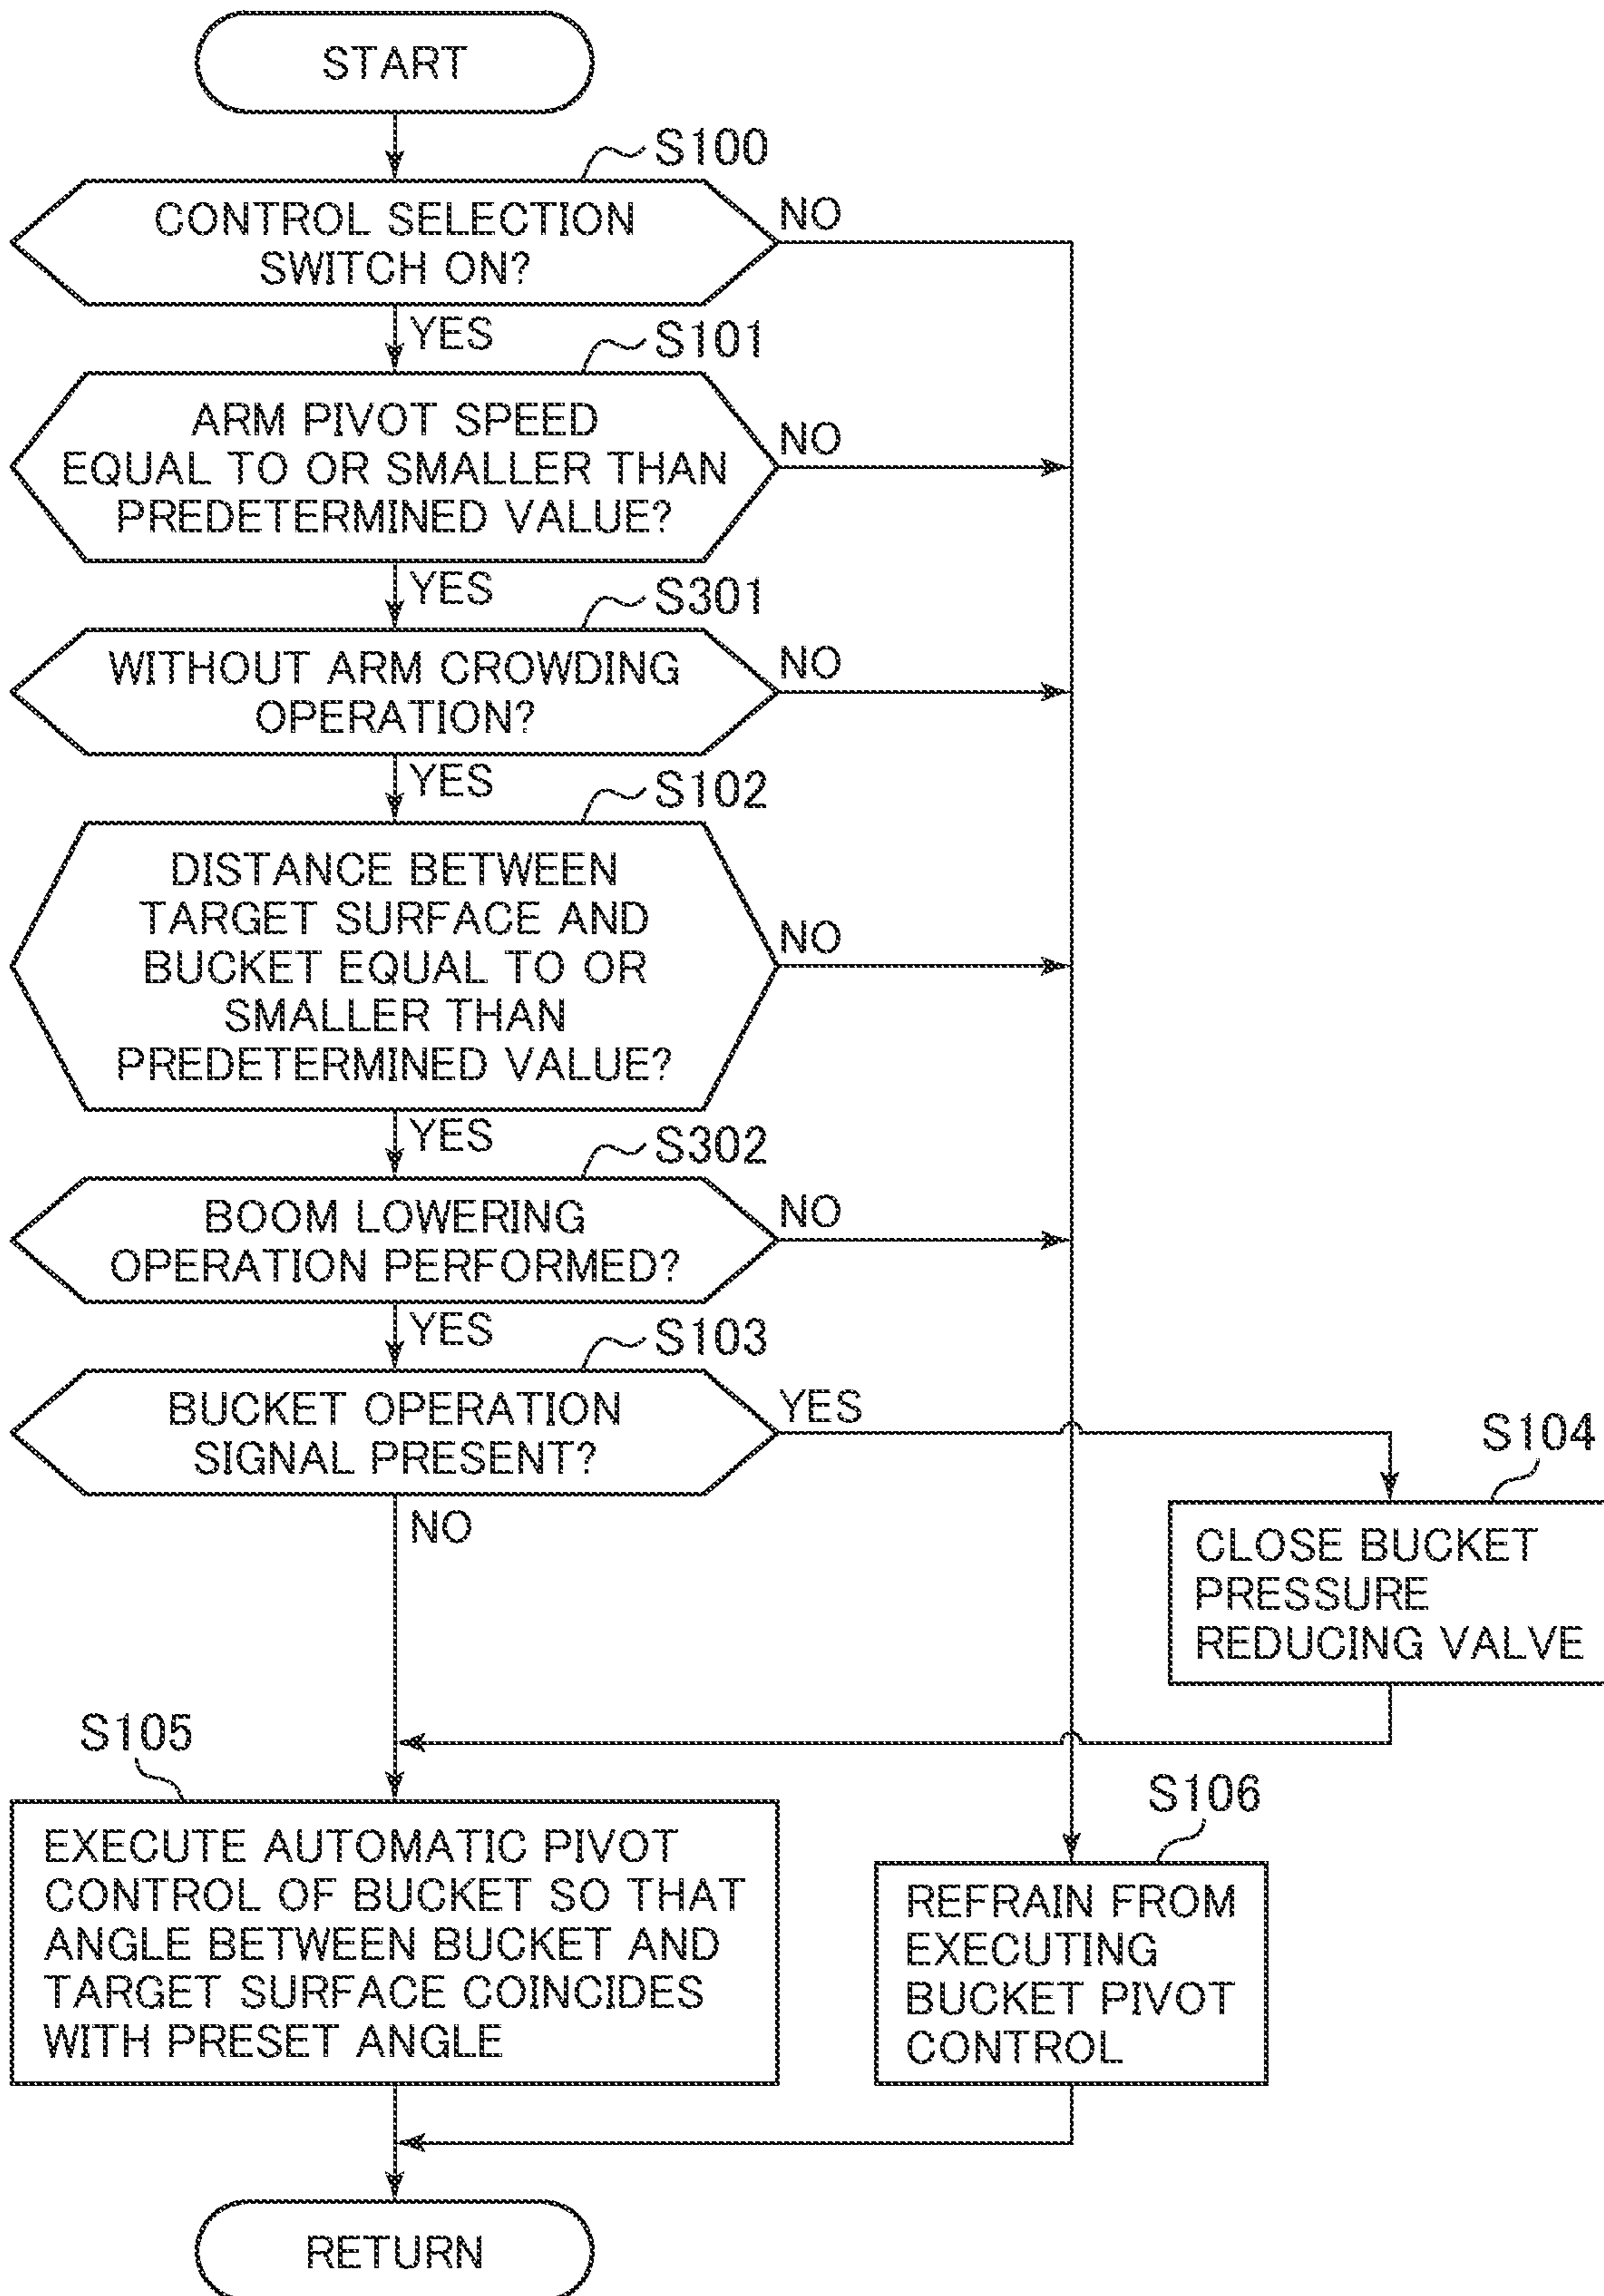 START
S100
CONTROL SELECTION
SWITCH ON?
NO
YES
S101
ARM PIVOT SPEED
EQUAL TO OR SMALLER THAN
PREDETERMINED VALUE?
NO
YES
S301
WITHOUT ARM CROWDING
OPERATION?
NO
YES
S102
DISTANCE BETWEEN
TARGET SURFACE AND
BUCKET EQUAL TO OR
SMALLER THAN
PREDETERMINED VALUE?
NO
YES
S302
BOOM LOWERING
OPERATION PERFORMED?
NO
YES
S103
BUCKET OPERATION
SIGNAL PRESENT?
YES
NO
S104
CLOSE BUCKET
PRESSURE
REDUCING VALVE
S105
EXECUTE AUTOMATIC PIVOT
CONTROL OF BUCKET SO THAT
ANGLE BETWEEN BUCKET AND
TARGET SURFACE COINCIDES
WITH PRESET ANGLE
S106
REFRAIN FROM
EXECUTING
BUCKET PIVOT
CONTROL
RETURN